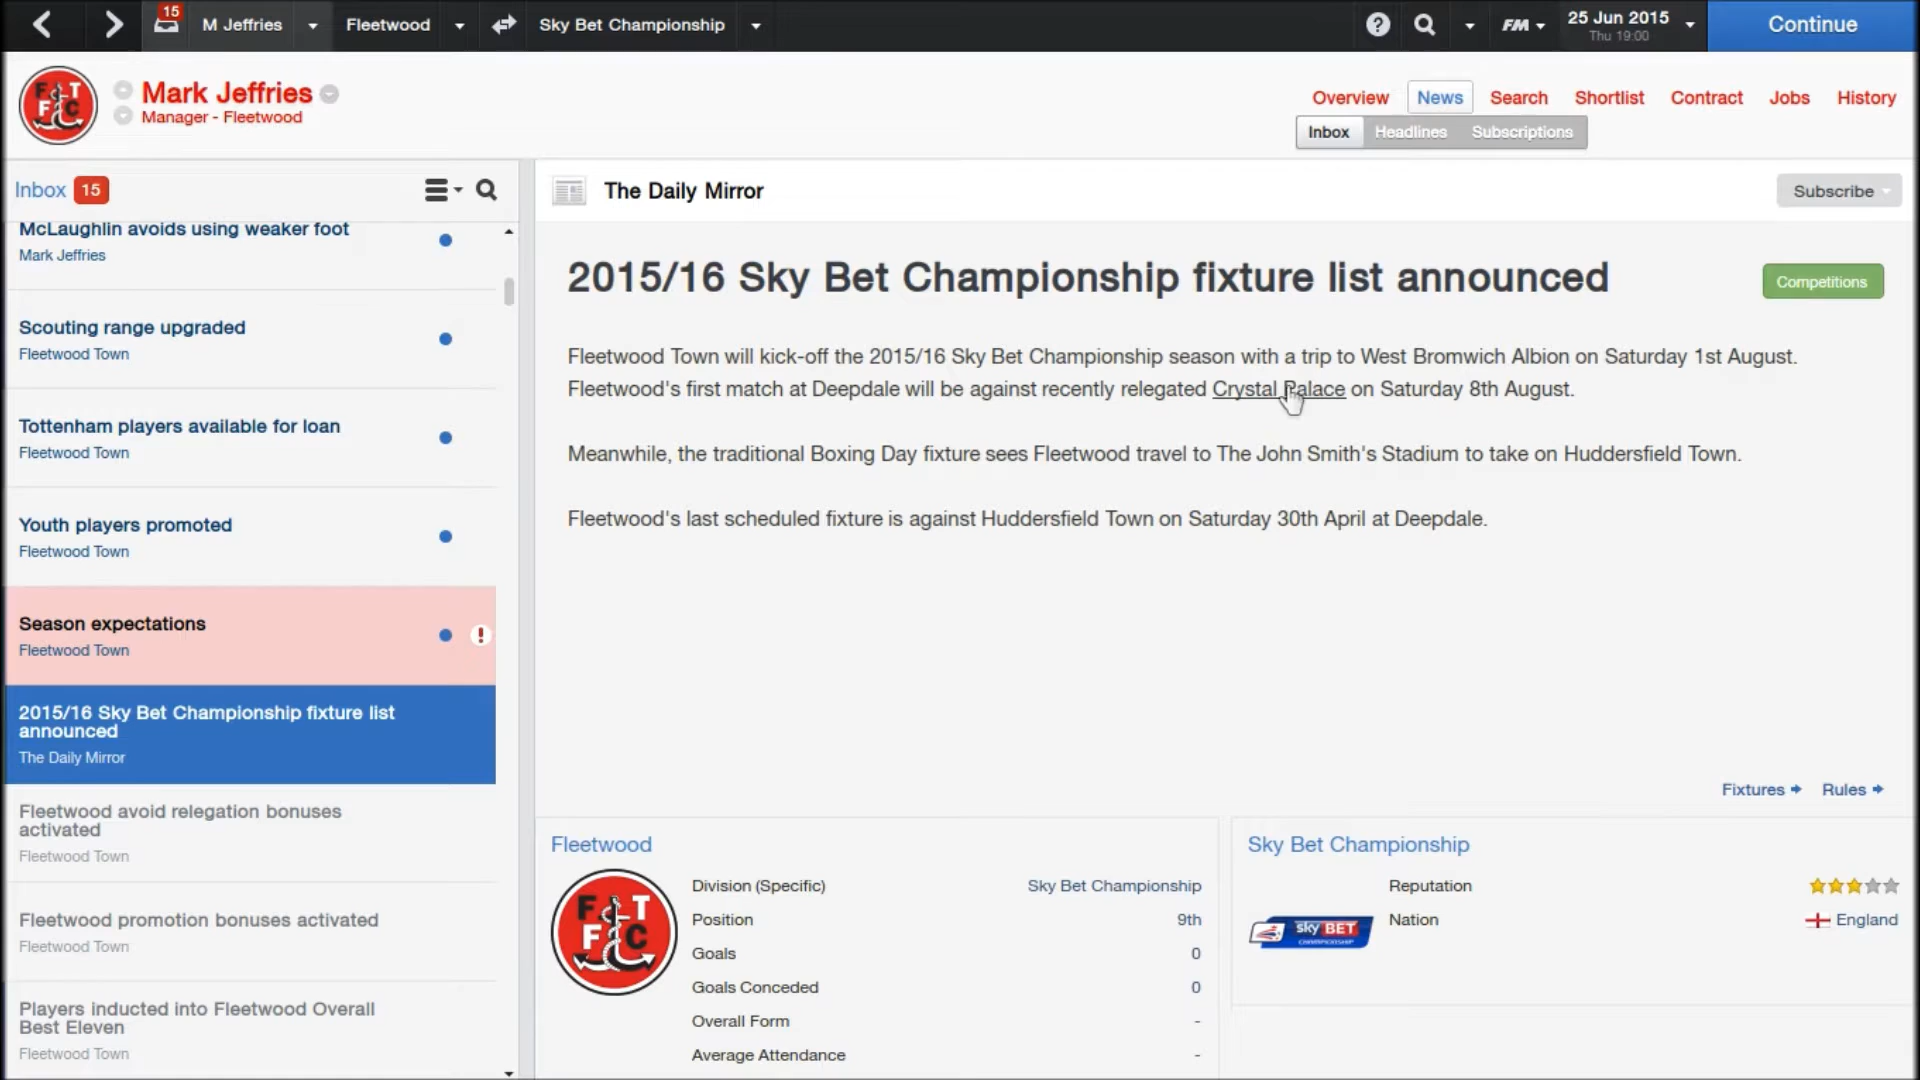 15
M Jeffries
Fleetwood
Sky Bet Championship
FM
25 Jun 2015
Thu 19:00
Continue
F T
F C
Mark Jeffries
Manager - Fleetwood
Overview
News
Search
Shortlist
Contract
Jobs
History
Inbox
Headlines
Subscriptions
Inbox 15
McLaughlin avoids using weaker foot
Mark Jeffries
Scouting range upgraded
Fleetwood Town
Tottenham players available for loan
Fleetwood Town
Youth players promoted
Fleetwood Town
Season expectations
Fleetwood Town
2015/16 Sky Bet Championship fixture list
announced
The Daily Mirror
Fleetwood avoid relegation bonuses
activated
Fleetwood Town
Fleetwood promotion bonuses activated
Fleetwood Town
Players inducted into Fleetwood Overall
Best Eleven
Fleetwood Town
The Daily Mirror
Subscribe
2015/16 Sky Bet Championship fixture list announced
Competitions
Fleetwood Town will kick-off the 2015/16 Sky Bet Championship season with a trip to West Bromwich Albion on Saturday 1st August.
Fleetwood's first match at Deepdale will be against recently relegated Crystal Palace on Saturday 8th August.
Meanwhile, the traditional Boxing Day fixture sees Fleetwood travel to The John Smith's Stadium to take on Huddersfield Town.
Fleetwood's last scheduled fixture is against Huddersfield Town on Saturday 30th April at Deepdale.
Fixtures
Rules
Fleetwood
F T
F C
Division (Specific) Sky Bet Championship
Position 9th
Goals 0
Goals Conceded 0
Overall Form -
Average Attendance -
Sky Bet Championship
sky BET
CHAMPIONSHIP
Reputation
Nation England